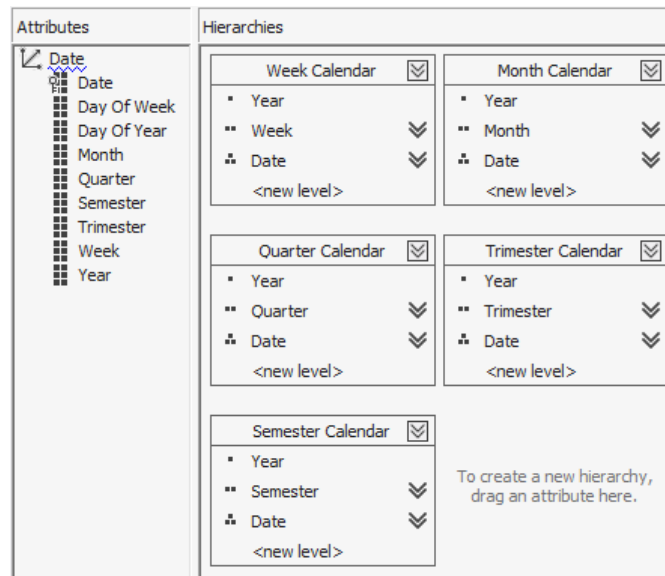 Attributes
Date
Date
Day Of Week
Day Of Year
Month
Quarter
Semester
Trimester
Week
Year
Hierarchies
Week Calendar
Year
Week
Date
<new level>
Month Calendar
Year
Month
Date
<new level>
Quarter Calendar
Year
Quarter
Date
<new level>
Trimester Calendar
Year
Trimester
Date
<new level>
Semester Calendar
Year
Semester
Date
<new level>
To create a new hierarchy,
drag an attribute here.